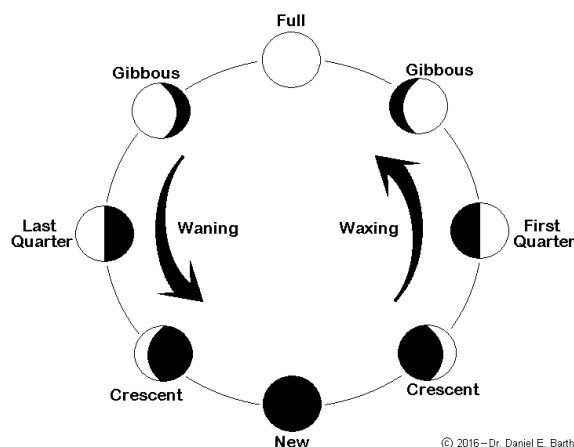 Full
Gibbous
Gibbous
Last
Quarter
Waning
Waxing
First
Quarter
Crescent
Crescent
New
© 2016-Dr. Daniel E. Barth